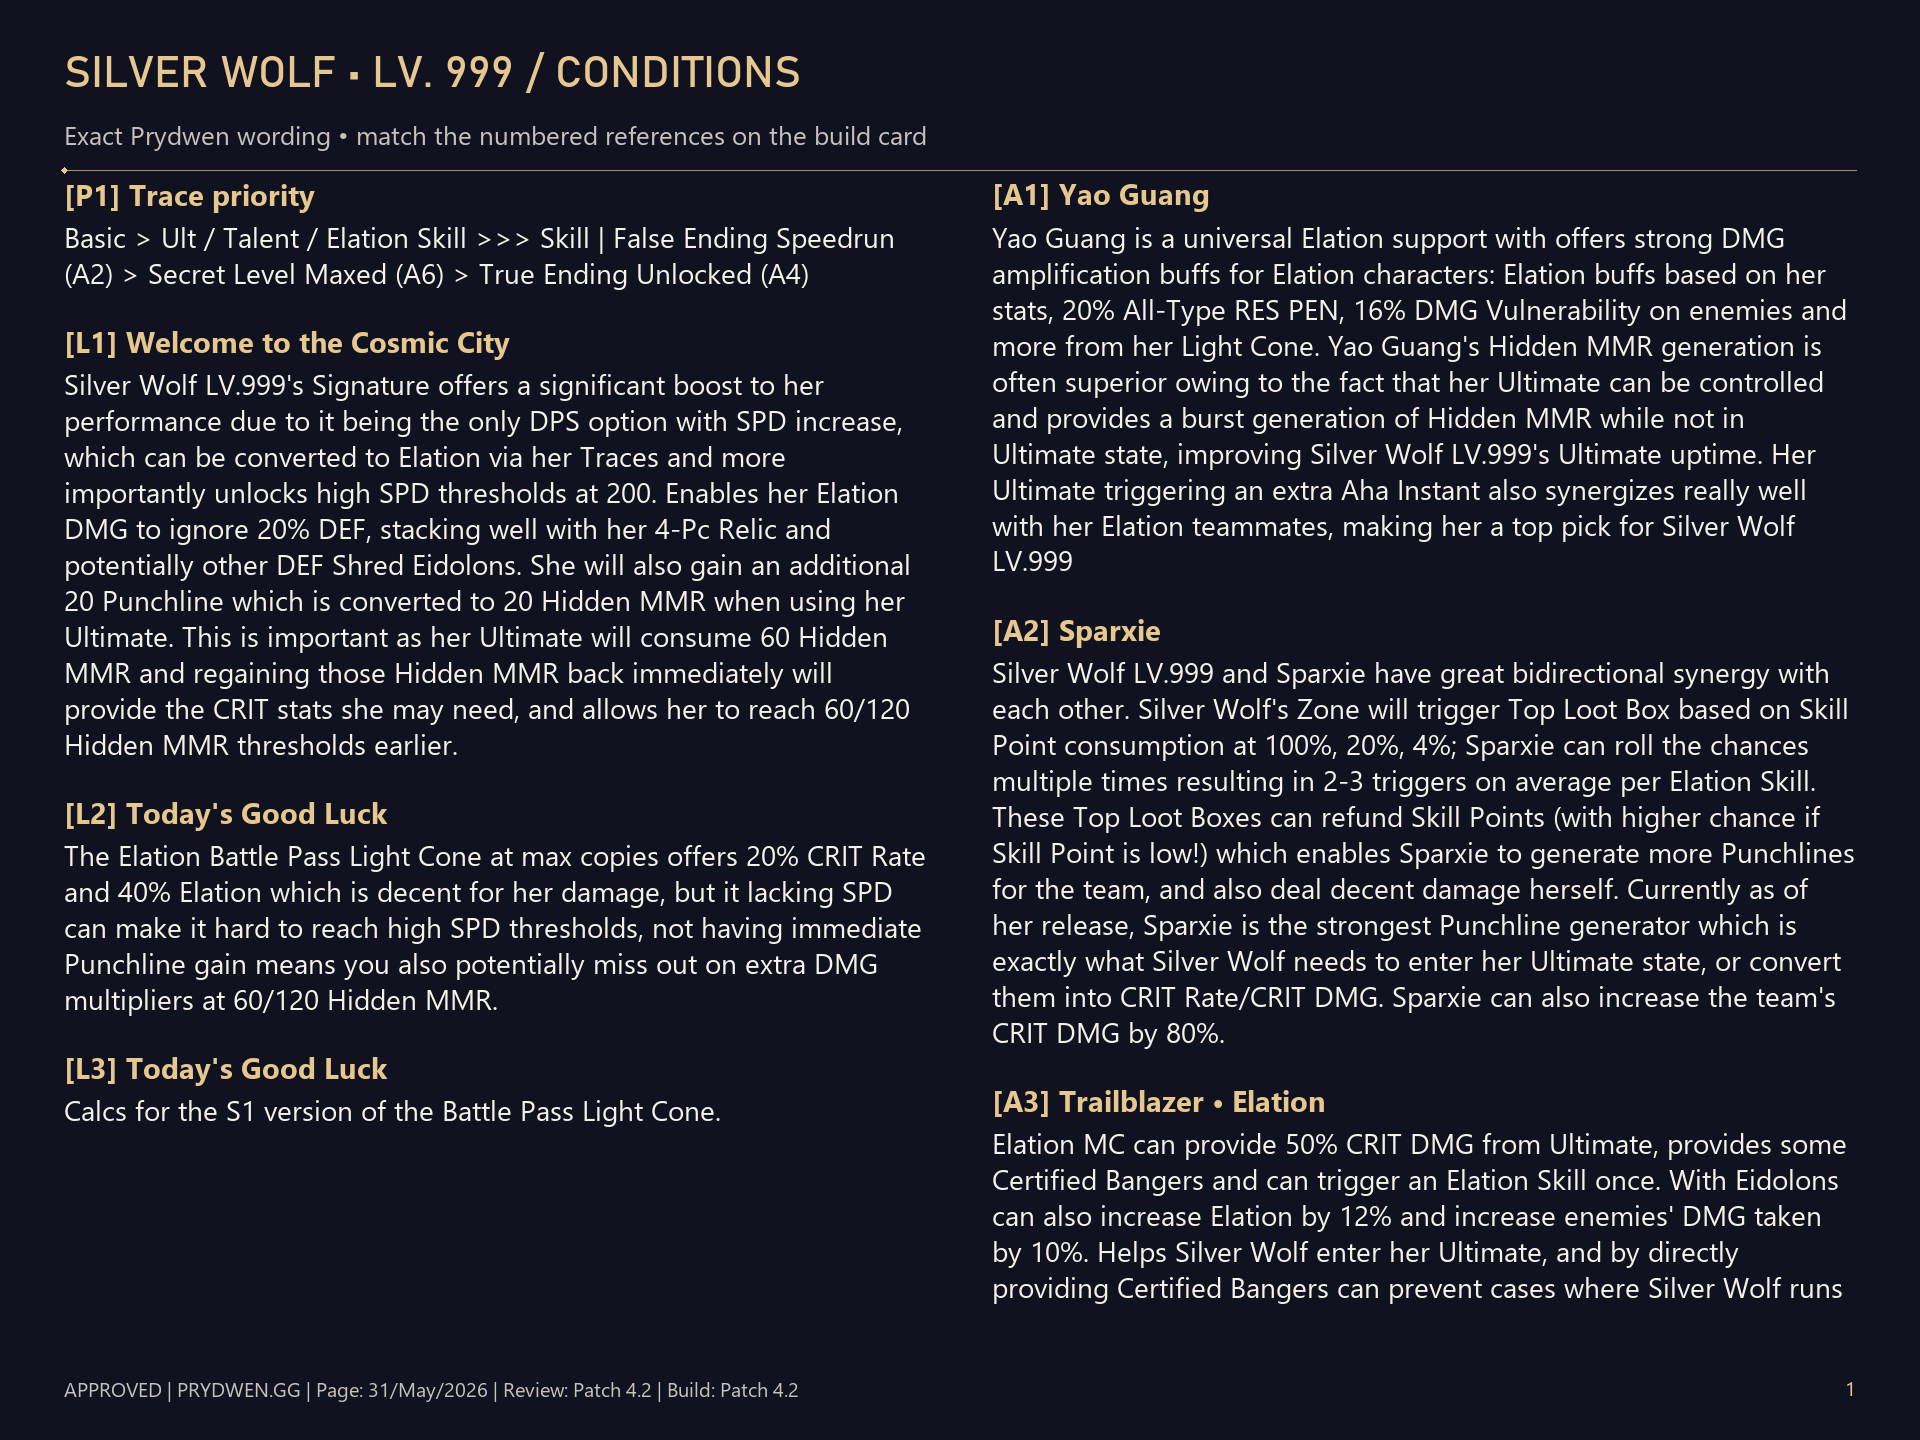 SILVER WOLF • LV. 999 / CONDITIONS
Exact Prydwen wording • match the numbered references on the build card
[P1] Trace priority
Basic > Ult / Talent / Elation Skill >>> Skill | False Ending Speedrun
(A2) > Secret Level Maxed (A6) > True Ending Unlocked (A4)
[L1] Welcome to the Cosmic City
Silver Wolf LV.999's Signature offers a significant boost to her
performance due to it being the only DPS option with SPD increase,
which can be converted to Elation via her Traces and more
importantly unlocks high SPD thresholds at 200. Enables her Elation
DMG to ignore 20% DEF, stacking well with her 4-Pc Relic and
potentially other DEF Shred Eidolons. She will also gain an additional
20 Punchline which is converted to 20 Hidden MMR when using her
Ultimate. This is important as her Ultimate will consume 60 Hidden
MMR and regaining those Hidden MMR back immediately will
provide the CRIT stats she may need, and allows her to reach 60/120
Hidden MMR thresholds earlier.
[L2] Today's Good Luck
The Elation Battle Pass Light Cone at max copies offers 20% CRIT Rate
and 40% Elation which is decent for her damage, but it lacking SPD
can make it hard to reach high SPD thresholds, not having immediate
Punchline gain means you also potentially miss out on extra DMG
multipliers at 60/120 Hidden MMR.
[L3] Today's Good Luck
Calcs for the S1 version of the Battle Pass Light Cone.
[A1] Yao Guang
Yao Guang is a universal Elation support with offers strong DMG
amplification buffs for Elation characters: Elation buffs based on her
stats, 20% All-Type RES PEN, 16% DMG Vulnerability on enemies and
more from her Light Cone. Yao Guang's Hidden MMR generation is
often superior owing to the fact that her Ultimate can be controlled
and provides a burst generation of Hidden MMR while not in
Ultimate state, improving Silver Wolf LV.999's Ultimate uptime. Her
Ultimate triggering an extra Aha Instant also synergizes really well
with her Elation teammates, making her a top pick for Silver Wolf
LV.999
[A2] Sparxie
Silver Wolf LV.999 and Sparxie have great bidirectional synergy with
each other. Silver Wolf's Zone will trigger Top Loot Box based on Skill
Point consumption at 100%, 20%, 4%; Sparxie can roll the chances
multiple times resulting in 2-3 triggers on average per Elation Skill.
These Top Loot Boxes can refund Skill Points (with higher chance if
Skill Point is low!) which enables Sparxie to generate more Punchlines
for the team, and also deal decent damage herself. Currently as of
her release, Sparxie is the strongest Punchline generator which is
exactly what Silver Wolf needs to enter her Ultimate state, or convert
them into CRIT Rate/CRIT DMG. Sparxie can also increase the team's
CRIT DMG by 80%.
[A3] Trailblazer • Elation
Elation MC can provide 50% CRIT DMG from Ultimate, provides some
Certified Bangers and can trigger an Elation Skill once. With Eidolons
can also increase Elation by 12% and increase enemies' DMG taken
by 10%. Helps Silver Wolf enter her Ultimate, and by directly
providing Certified Bangers can prevent cases where Silver Wolf runs
APPROVED | PRYDWEN.GG | Page: 31/May/2026 | Review: Patch 4.2 | Build: Patch 4.2
1